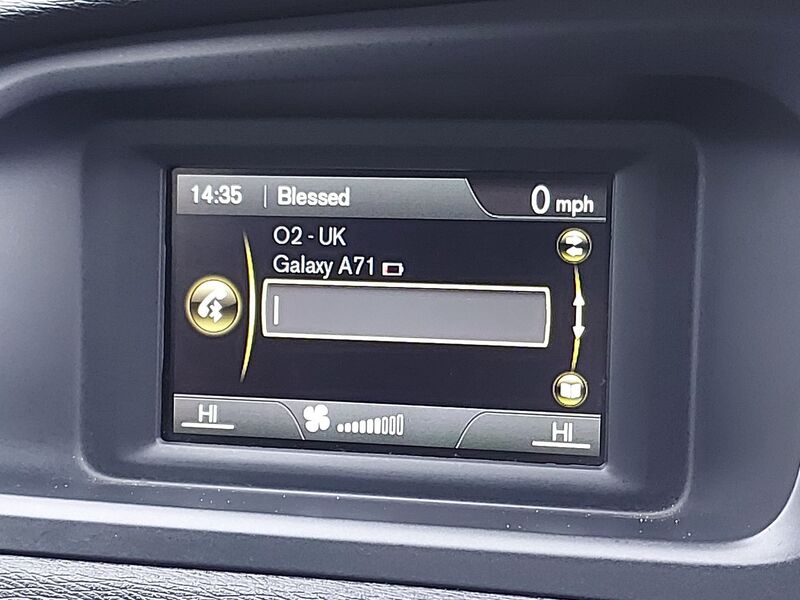 14:35 | Blessed
0 mph
O2 - UK
Galaxy A71
HI
HI